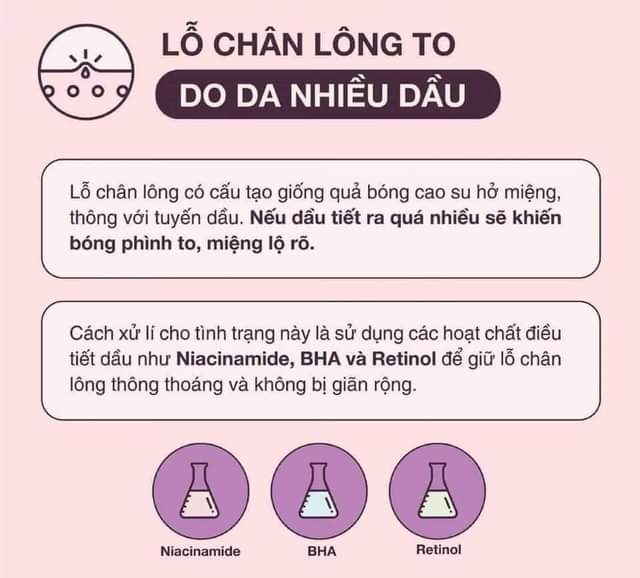 LỖ CHÂN LÔNG TO
DO DA NHIỀU DẦU
Lỗ chân lông có cấu tạo giống quả bóng cao su hở miệng,
thông với tuyến dầu. Nếu dầu tiết ra quá nhiều sẽ khiến
bóng phình to, miệng lộ rõ.
Cách xử lí cho tình trạng này là sử dụng các hoạt chất điều
tiết dầu như Niacinamide, BHA và Retinol để giữ lỗ chân
lông thông thoáng và không bị giãn rộng.
Niacinamide
BHA
Retinol